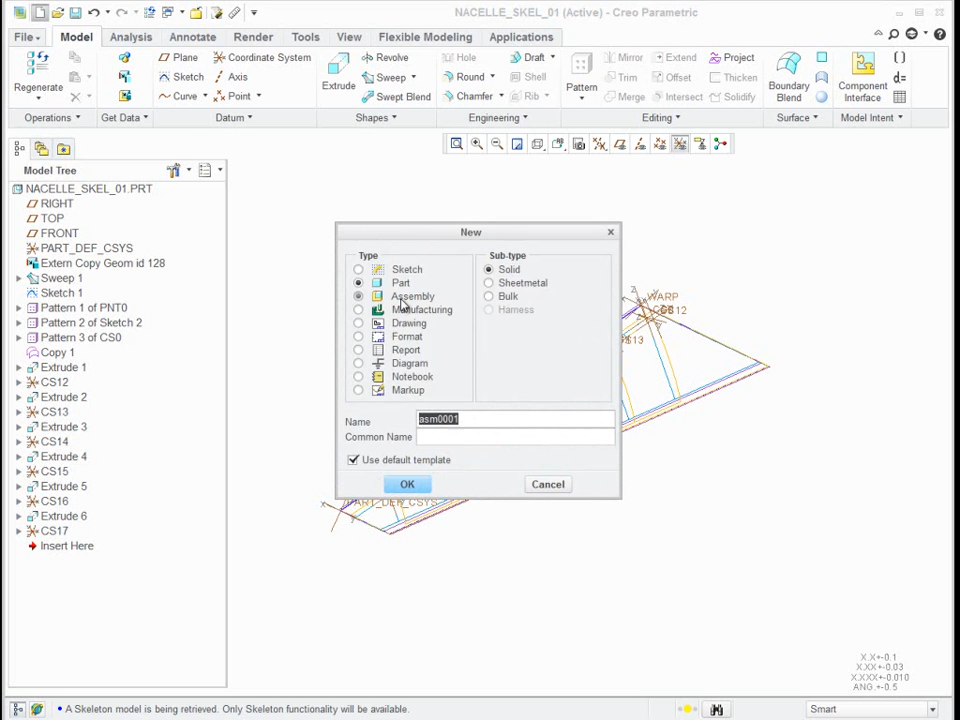 NACELLE_SKEL_01 (Active) - Creo Parametric
File
Model
Analysis
Annotate
Render
Tools
View
Flexible Modeling
Applications
Regenerate
Operations
Get Data
Plane
Sketch
Curve
Coordinate System
Axis
Point
Datum
Extrude
Revolve
Sweep
Swept Blend
Shapes
Hole
Round
Chamfer
Draft
Shell
Rib
Engineering
Pattern
Mirror
Trim
Merge
Extend
Offset
Intersect
Project
Thicken
Solidify
Editing
Boundary
Blend
Surface
Component
Interface
Model Intent
Model Tree
NACELLE_SKEL_01.PRT
RIGHT
TOP
FRONT
PART_DEF_CSYS
Extern Copy Geom id 128
Sweep 1
Sketch 1
Pattern 1 of PNT0
Pattern 2 of Sketch 2
Pattern 3 of CS0
Copy 1
Extrude 1
CS12
Extrude 2
CS13
Extrude 3
CS14
Extrude 4
CS15
Extrude 5
CS16
Extrude 6
CS17
Insert Here
New
Type
Sketch
Part
Assembly
Manufacturing
Drawing
Format
Report
Diagram
Notebook
Markup
Sub-type
Solid
Sheetmetal
Bulk
Harness
Name
asm0001
Common Name
Use default template
OK
Cancel
PART_DEF_CSYS
X.X+-0.1
X.XX+-0.03
X.XXX+-0.010
ANG.+-0.5
A Skeleton model is being retrieved. Only Skeleton functionality will be available.
Smart